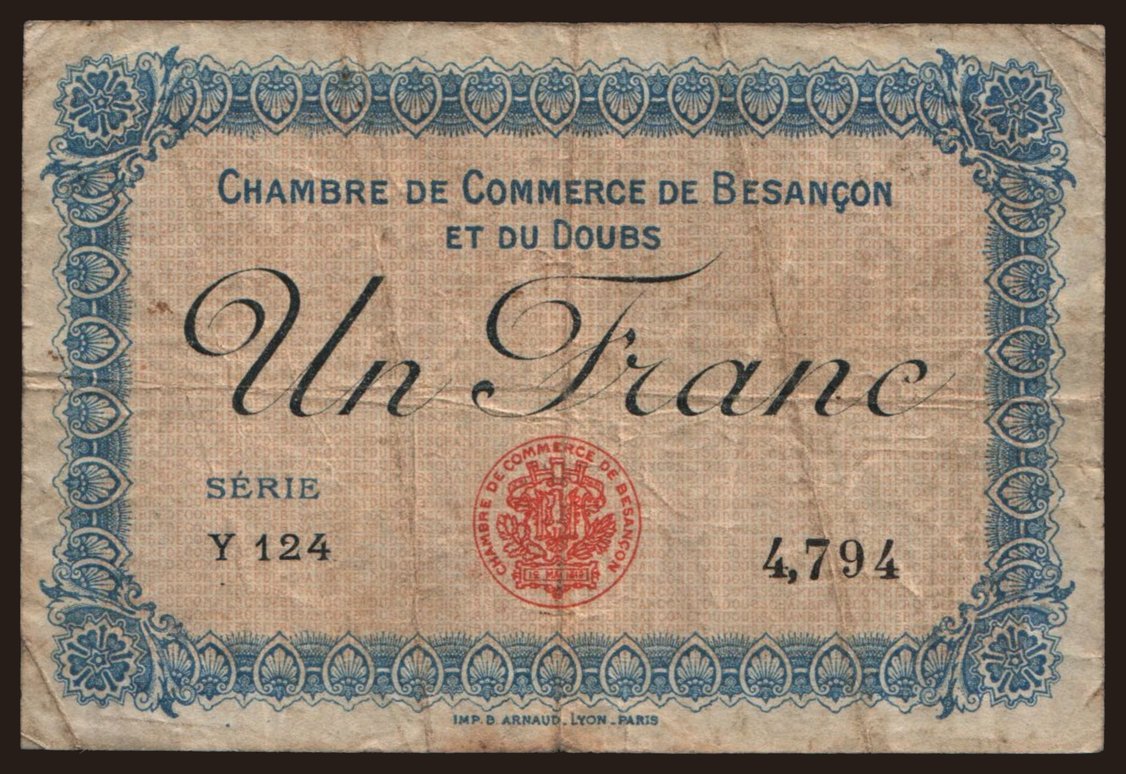 CHAMBRE DE COMMERCE DE BESANÇON
ET DU DOUBS
Un Franc
CHAMBRE DE COMMERCE DE BESANÇON
SÉRIE
Y 124
4,794
IMP. B. ARNAUD. LYON - PARIS